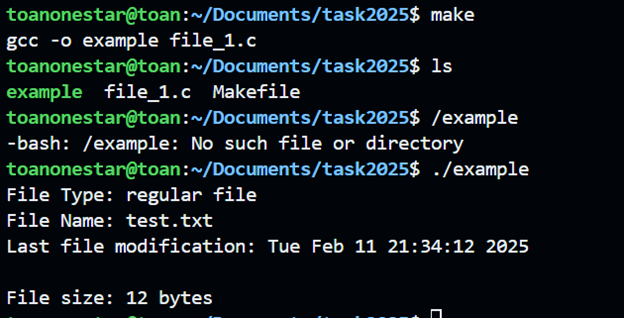 toanonestar@toan:~/Documents/task2025$ make
gcc -o example file_1.c
toanonestar@toan:~/Documents/task2025$ ls
example  file_1.c  Makefile
toanonestar@toan:~/Documents/task2025$ /example
-bash: /example: No such file or directory
toanonestar@toan:~/Documents/task2025$ ./example
File Type: regular file
File Name: test.txt
Last file modification: Tue Feb 11 21:34:12 2025
File size: 12 bytes